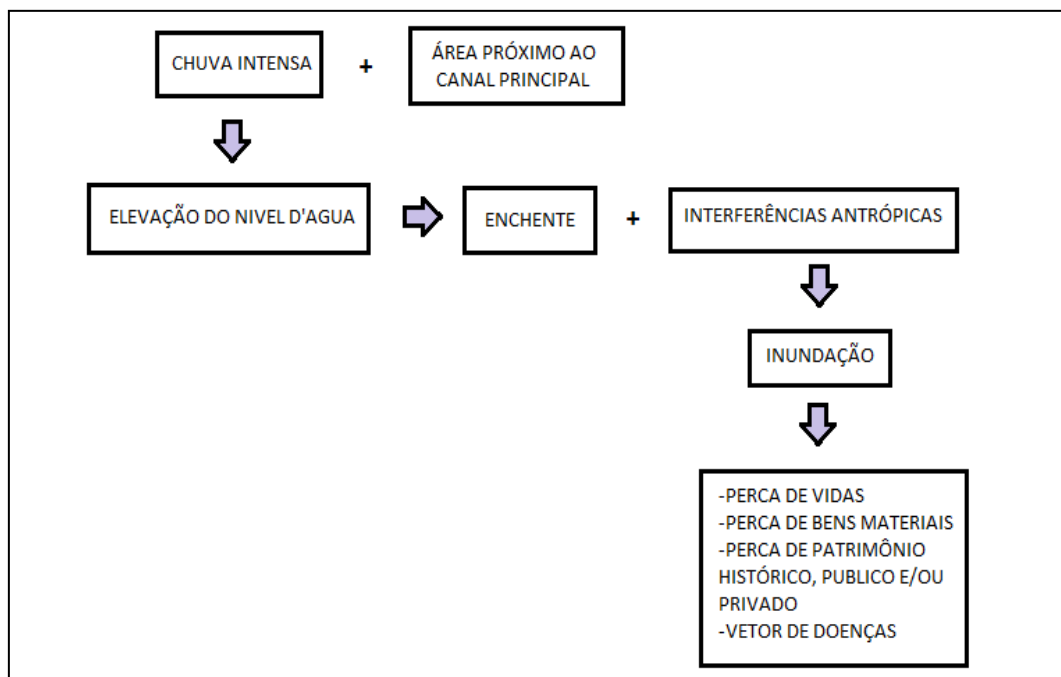 CHUVA INTENSA
+
ÁREA PRÓXIMO AO
CANAL PRINCIPAL
ELEVAÇÃO DO NIVEL D'AGUA
ENCHENTE
+
INTERFERÊNCIAS ANTRÓPICAS
INUNDAÇÃO
-PERCA DE VIDAS
-PERCA DE BENS MATERIAIS
-PERCA DE PATRIMÔNIO
HISTÓRICO, PUBLICO E/OU
PRIVADO
-VETOR DE DOENÇAS